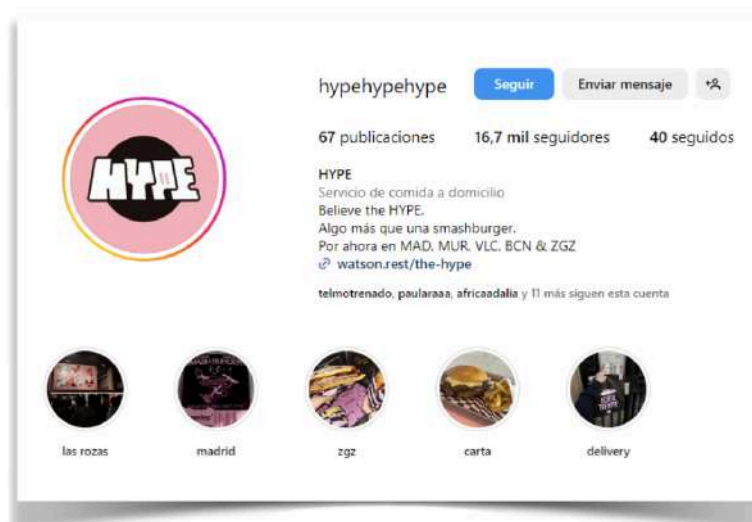 hypehypehype Seguir Enviar mensaje
67 publicaciones 16,7 mil seguidores 40 seguidos
HYPE
HYPE
Servicio de comida a domicilio
Believe the HYPE.
Algo más que una smashburger.
Por ahora en MAD, MUR, VLC, BCN & ZGZ
watson.rest/the-hype
telmotrenado, paularaaa, africaadalia y 11 más siguen esta cuenta
las rozas madrid zgz carta delivery